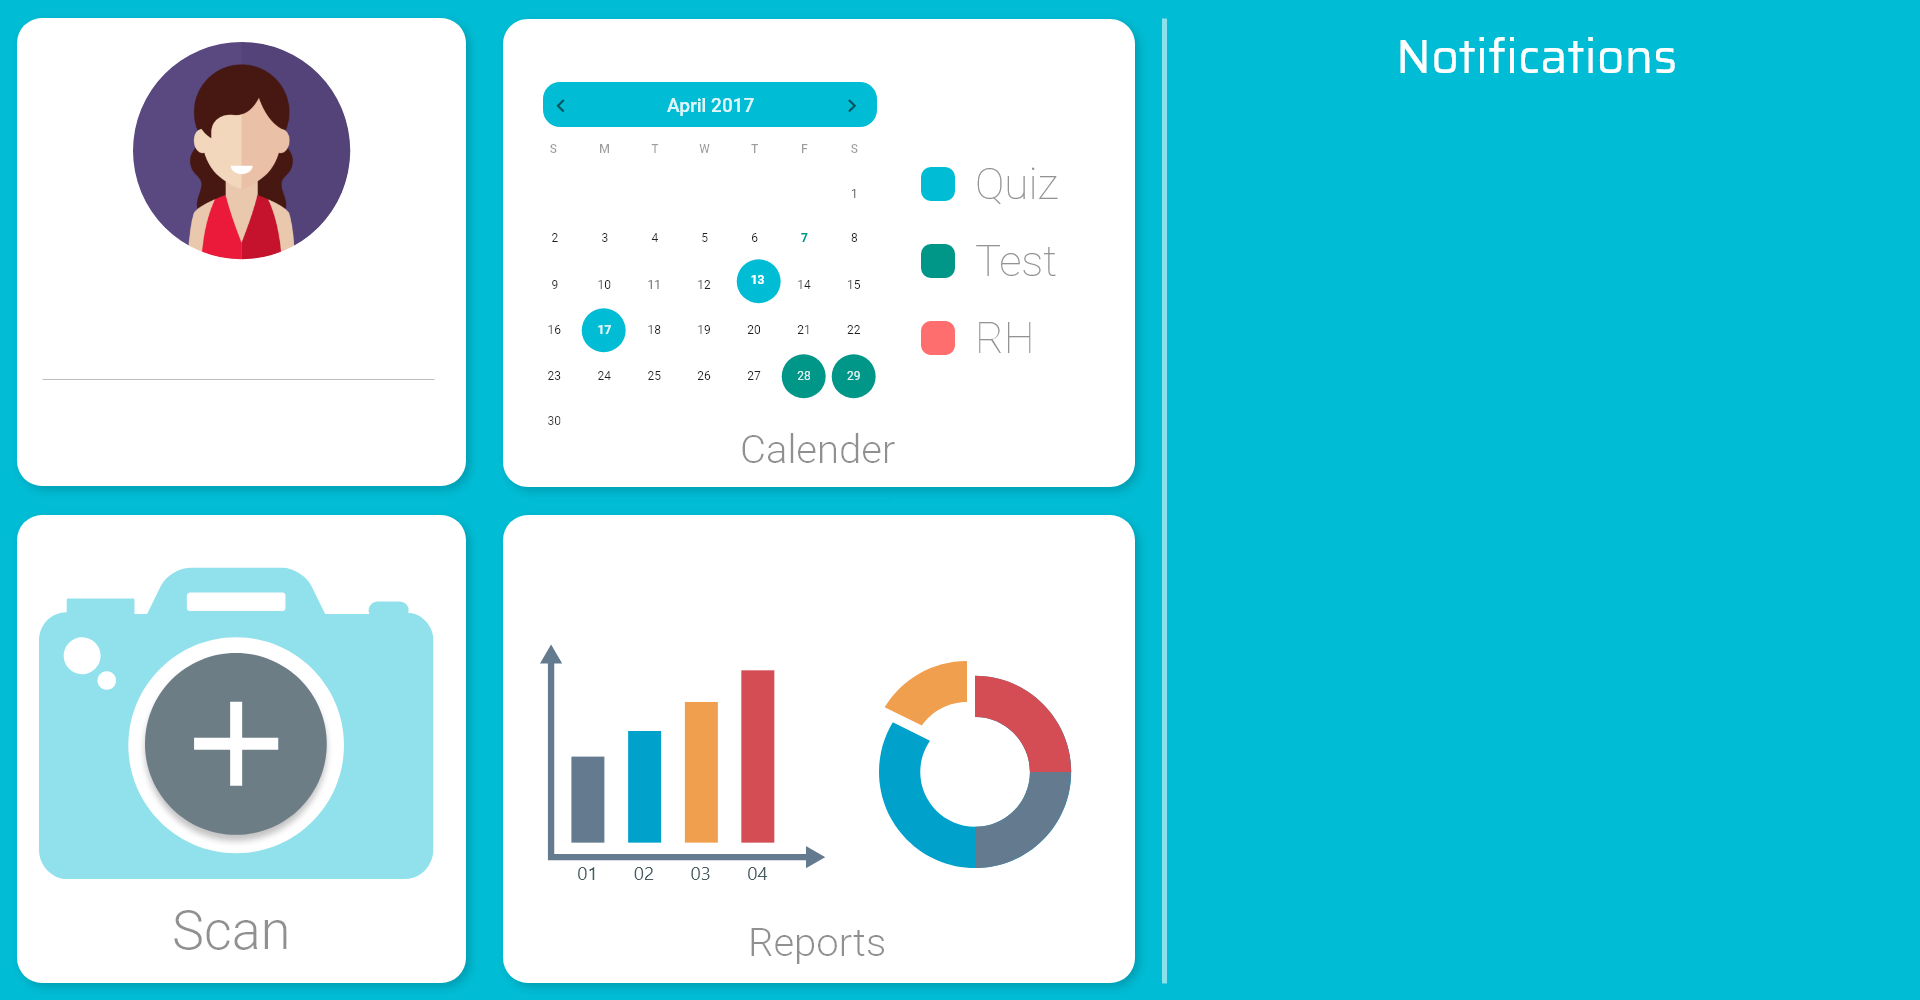 April 2017
S M T W T F S
1
2 3 4 5 6 7 8
9 10 11 12 13 14 15
16 17 18 19 20 21 22
23 24 25 26 27 28 29
30
Quiz
Test
RH
Calender
Notifications
Scan
01 02 03 04
Reports